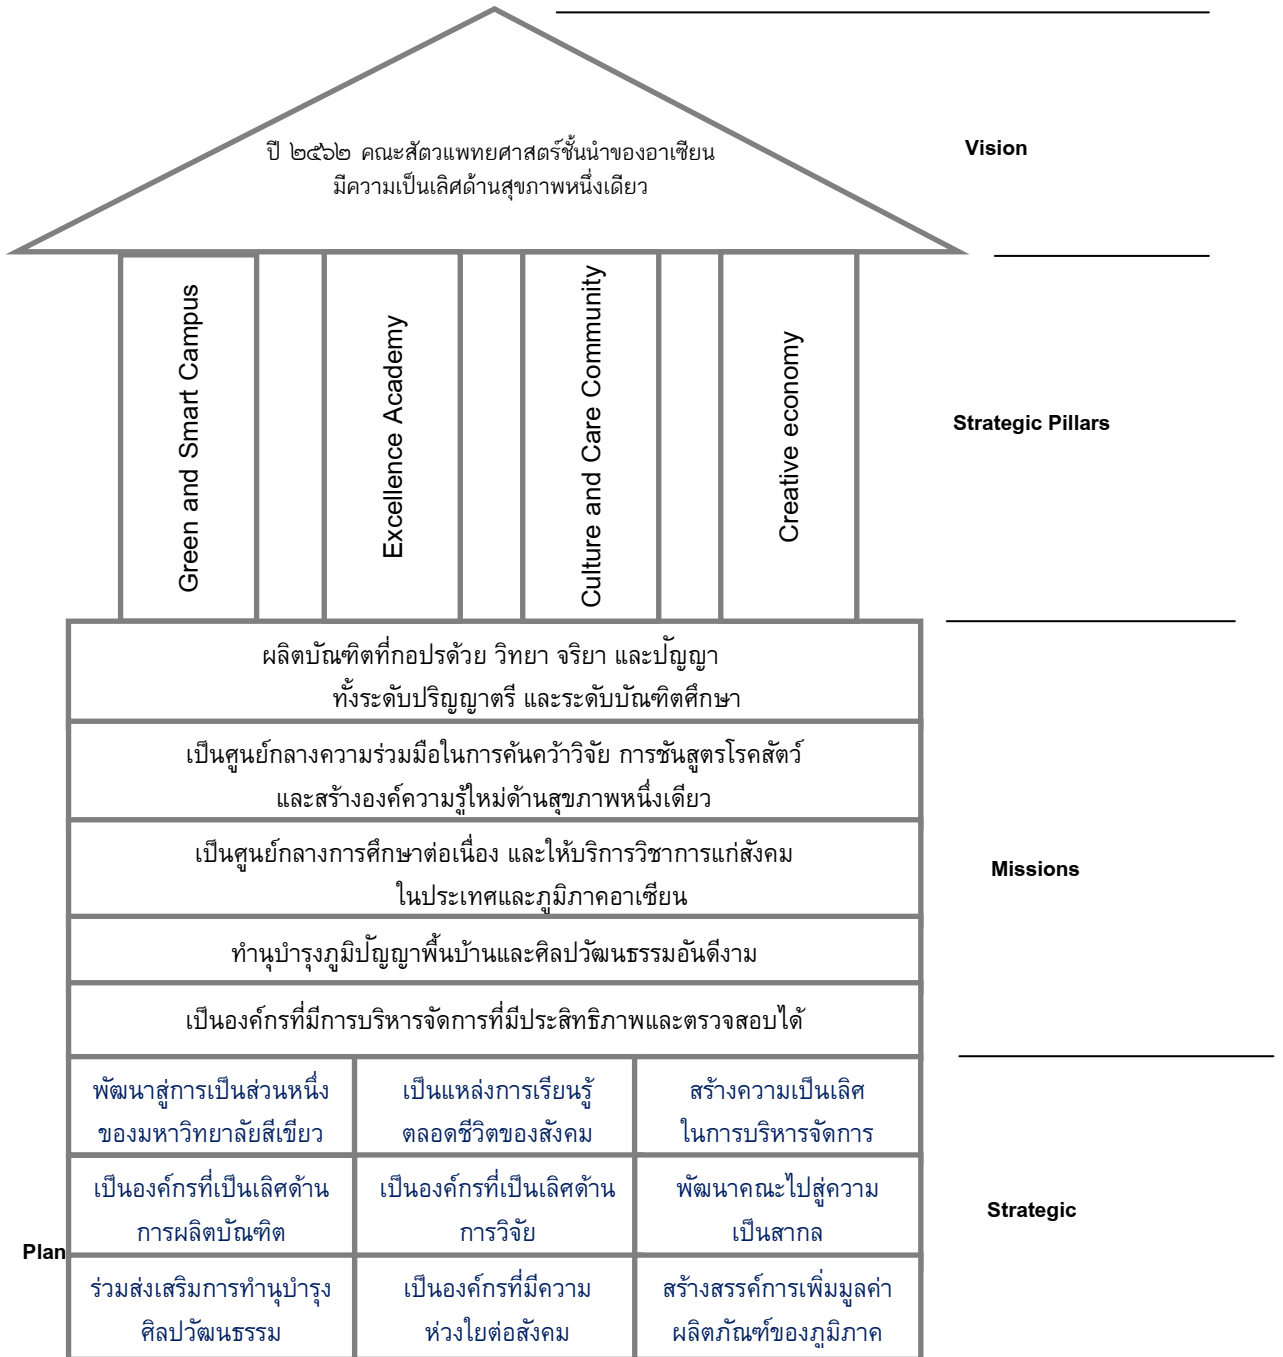 ปี ๒๕๖๒ คณะสัตวแพทยศาสตร์ชั้นนำของอาเซียน
มีความเป็นเลิศด้านสุขภาพหนึ่งเดียว
Vision
Green and Smart Campus
Excellence Academy
Culture and Care Community
Creative economy
Strategic Pillars
ผลิตบัณฑิตที่กอปรด้วย วิทยา จริยา และปัญญา
ทั้งระดับปริญญาตรี และระดับบัณฑิตศึกษา
เป็นศูนย์กลางความร่วมมือในการค้นคว้าวิจัย การชันสูตรโรคสัตว์
และสร้างองค์ความรู้ใหม่ด้านสุขภาพหนึ่งเดียว
เป็นศูนย์กลางการศึกษาต่อเนื่อง และให้บริการวิชาการแก่สังคม
ในประเทศและภูมิภาคอาเซียน
Missions
ทำนุบำรุงภูมิปัญญาพื้นบ้านและศิลปวัฒนธรรมอันดีงาม
เป็นองค์กรที่มีการบริหารจัดการที่มีประสิทธิภาพและตรวจสอบได้
พัฒนาสู่การเป็นส่วนหนึ่ง
ของมหาวิทยาลัยสีเขียว
เป็นแหล่งการเรียนรู้
ตลอดชีวิตของสังคม
สร้างความเป็นเลิศ
ในการบริหารจัดการ
เป็นองค์กรที่เป็นเลิศด้าน
การผลิตบัณฑิต
เป็นองค์กรที่เป็นเลิศด้าน
การวิจัย
พัฒนาคณะไปสู่ความ
เป็นสากล
Strategic
Plan
ร่วมส่งเสริมการทำนุบำรุง
ศิลปวัฒนธรรม
เป็นองค์กรที่มีความ
ห่วงใยต่อสังคม
สร้างสรรค์การเพิ่มมูลค่า
ผลิตภัณฑ์ของภูมิภาค